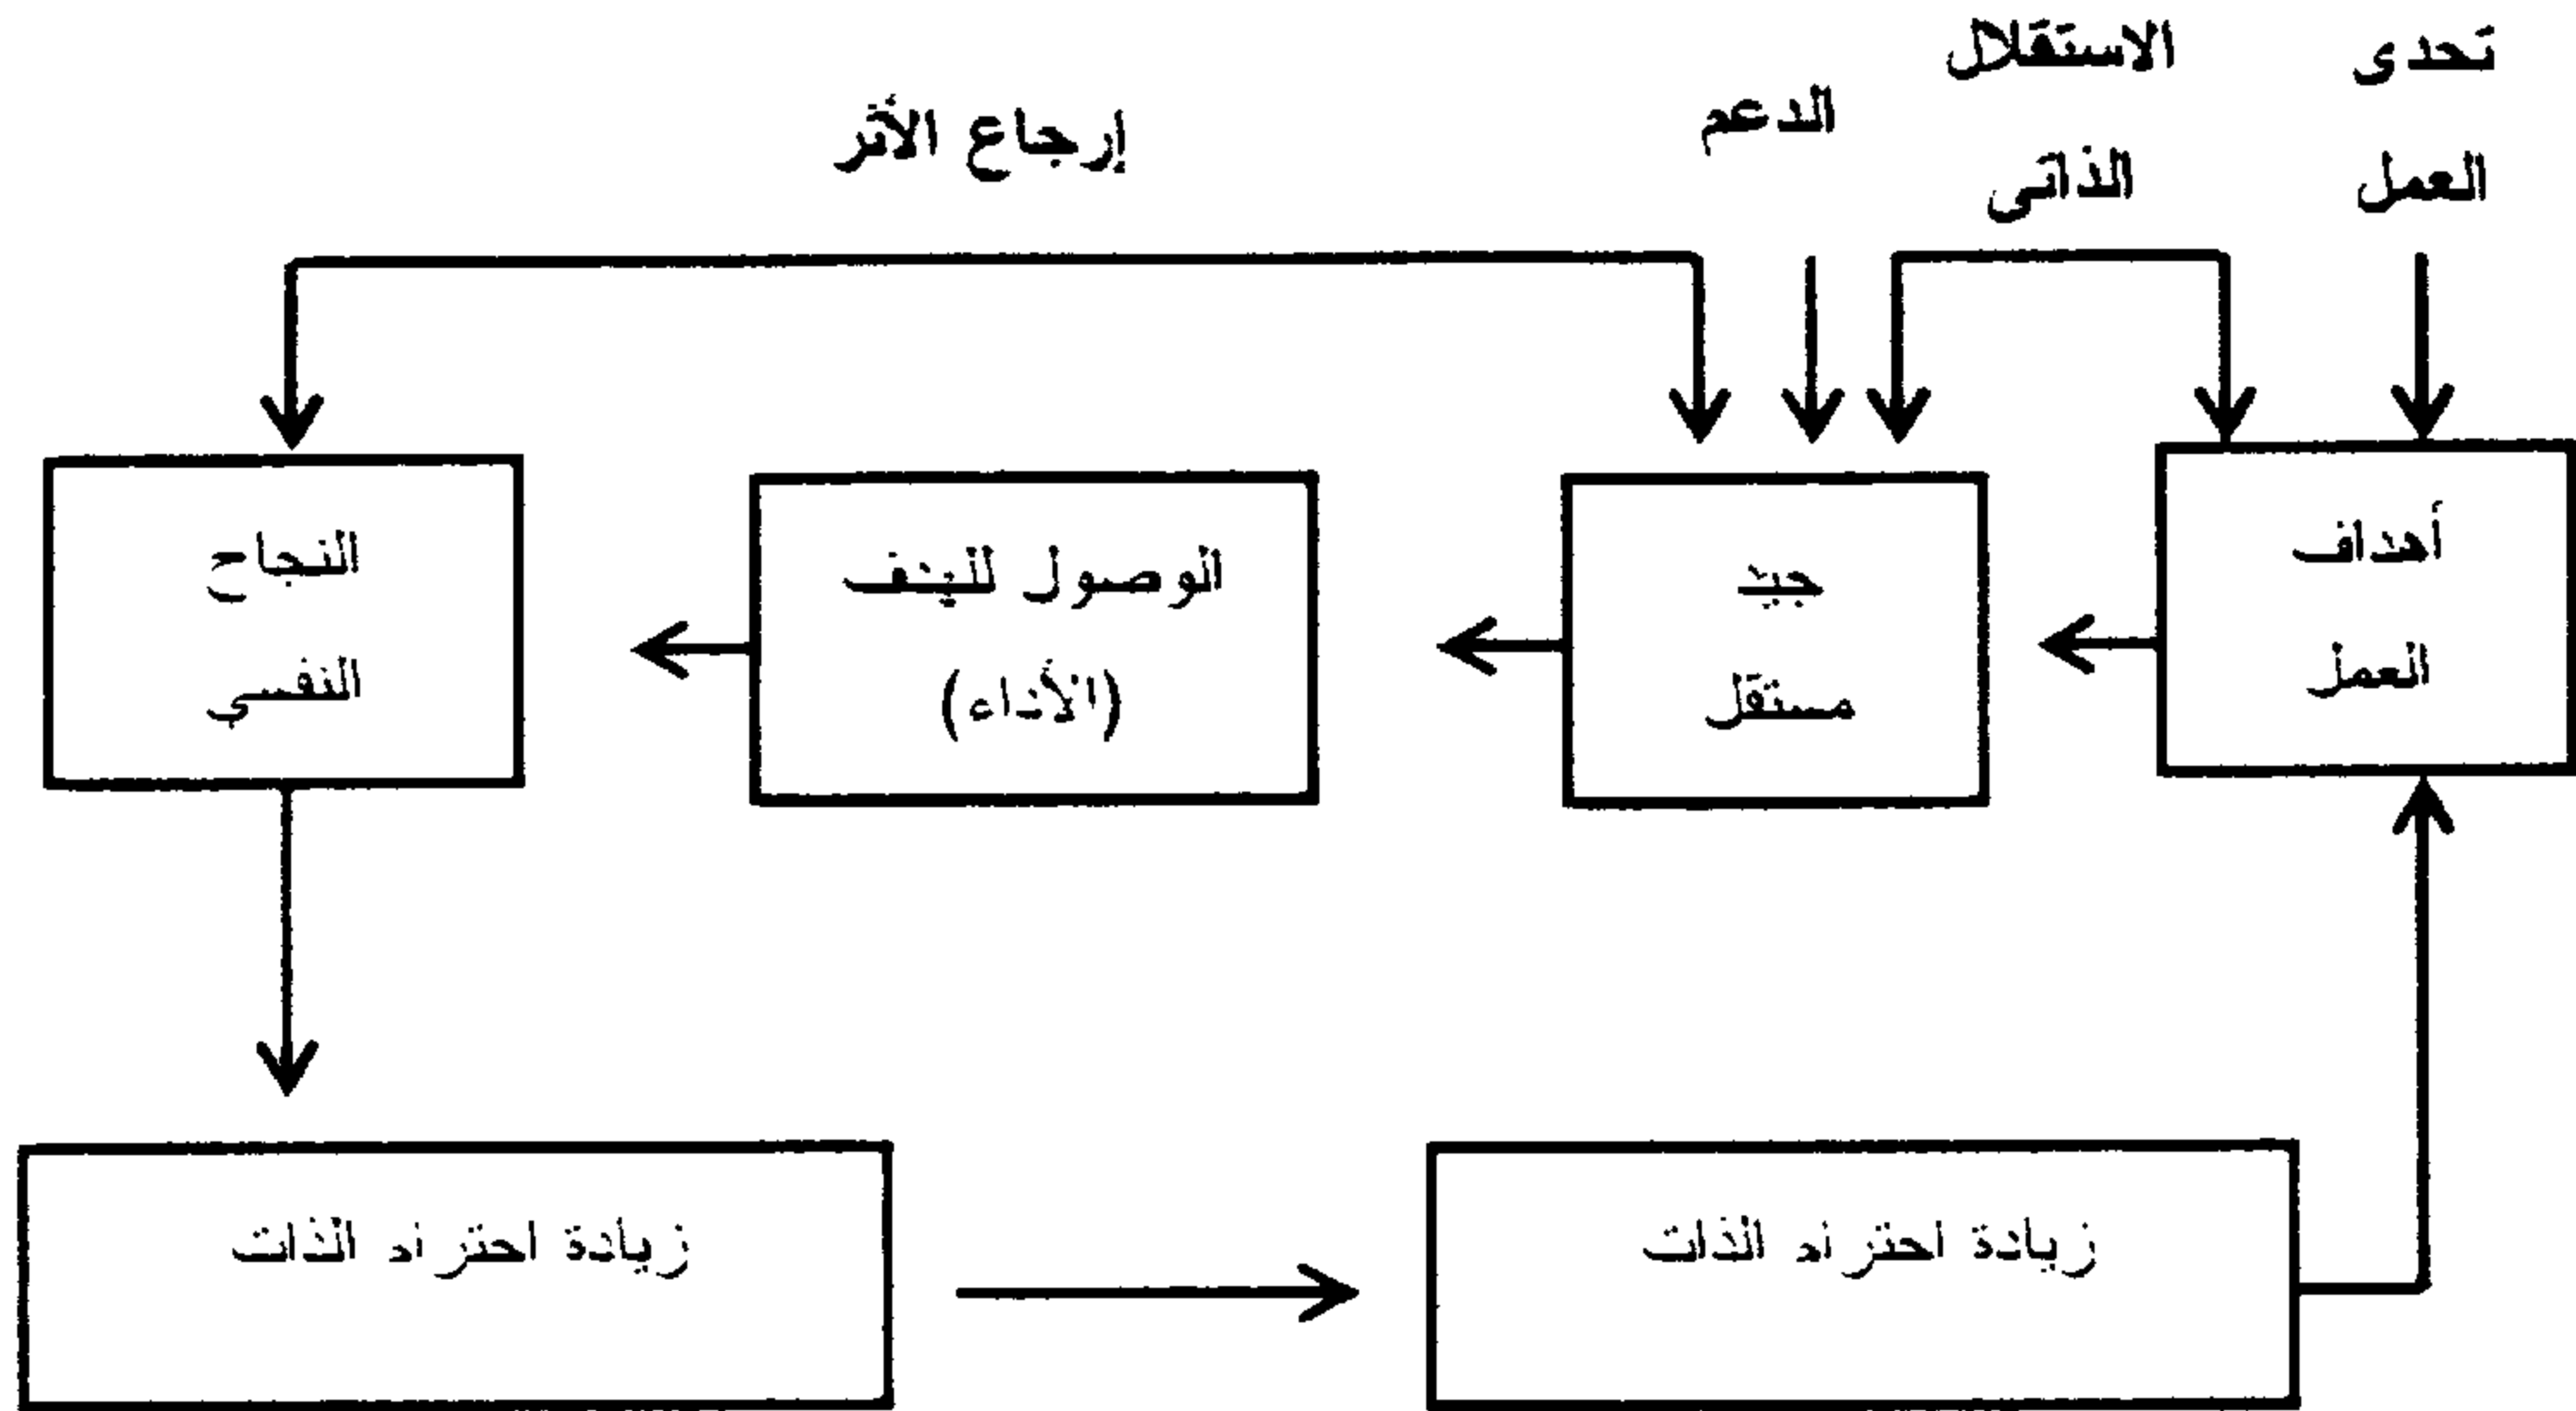 تحدى
العمل
الاستقلال
الذاتى
الدعم
إرجاع الأثر
أهداف
العمل
جهد
مستقل
الوصول للهدف
(الأداء)
النجاح
النفسي
زيادة احترام الذات
زيادة احترام الذات